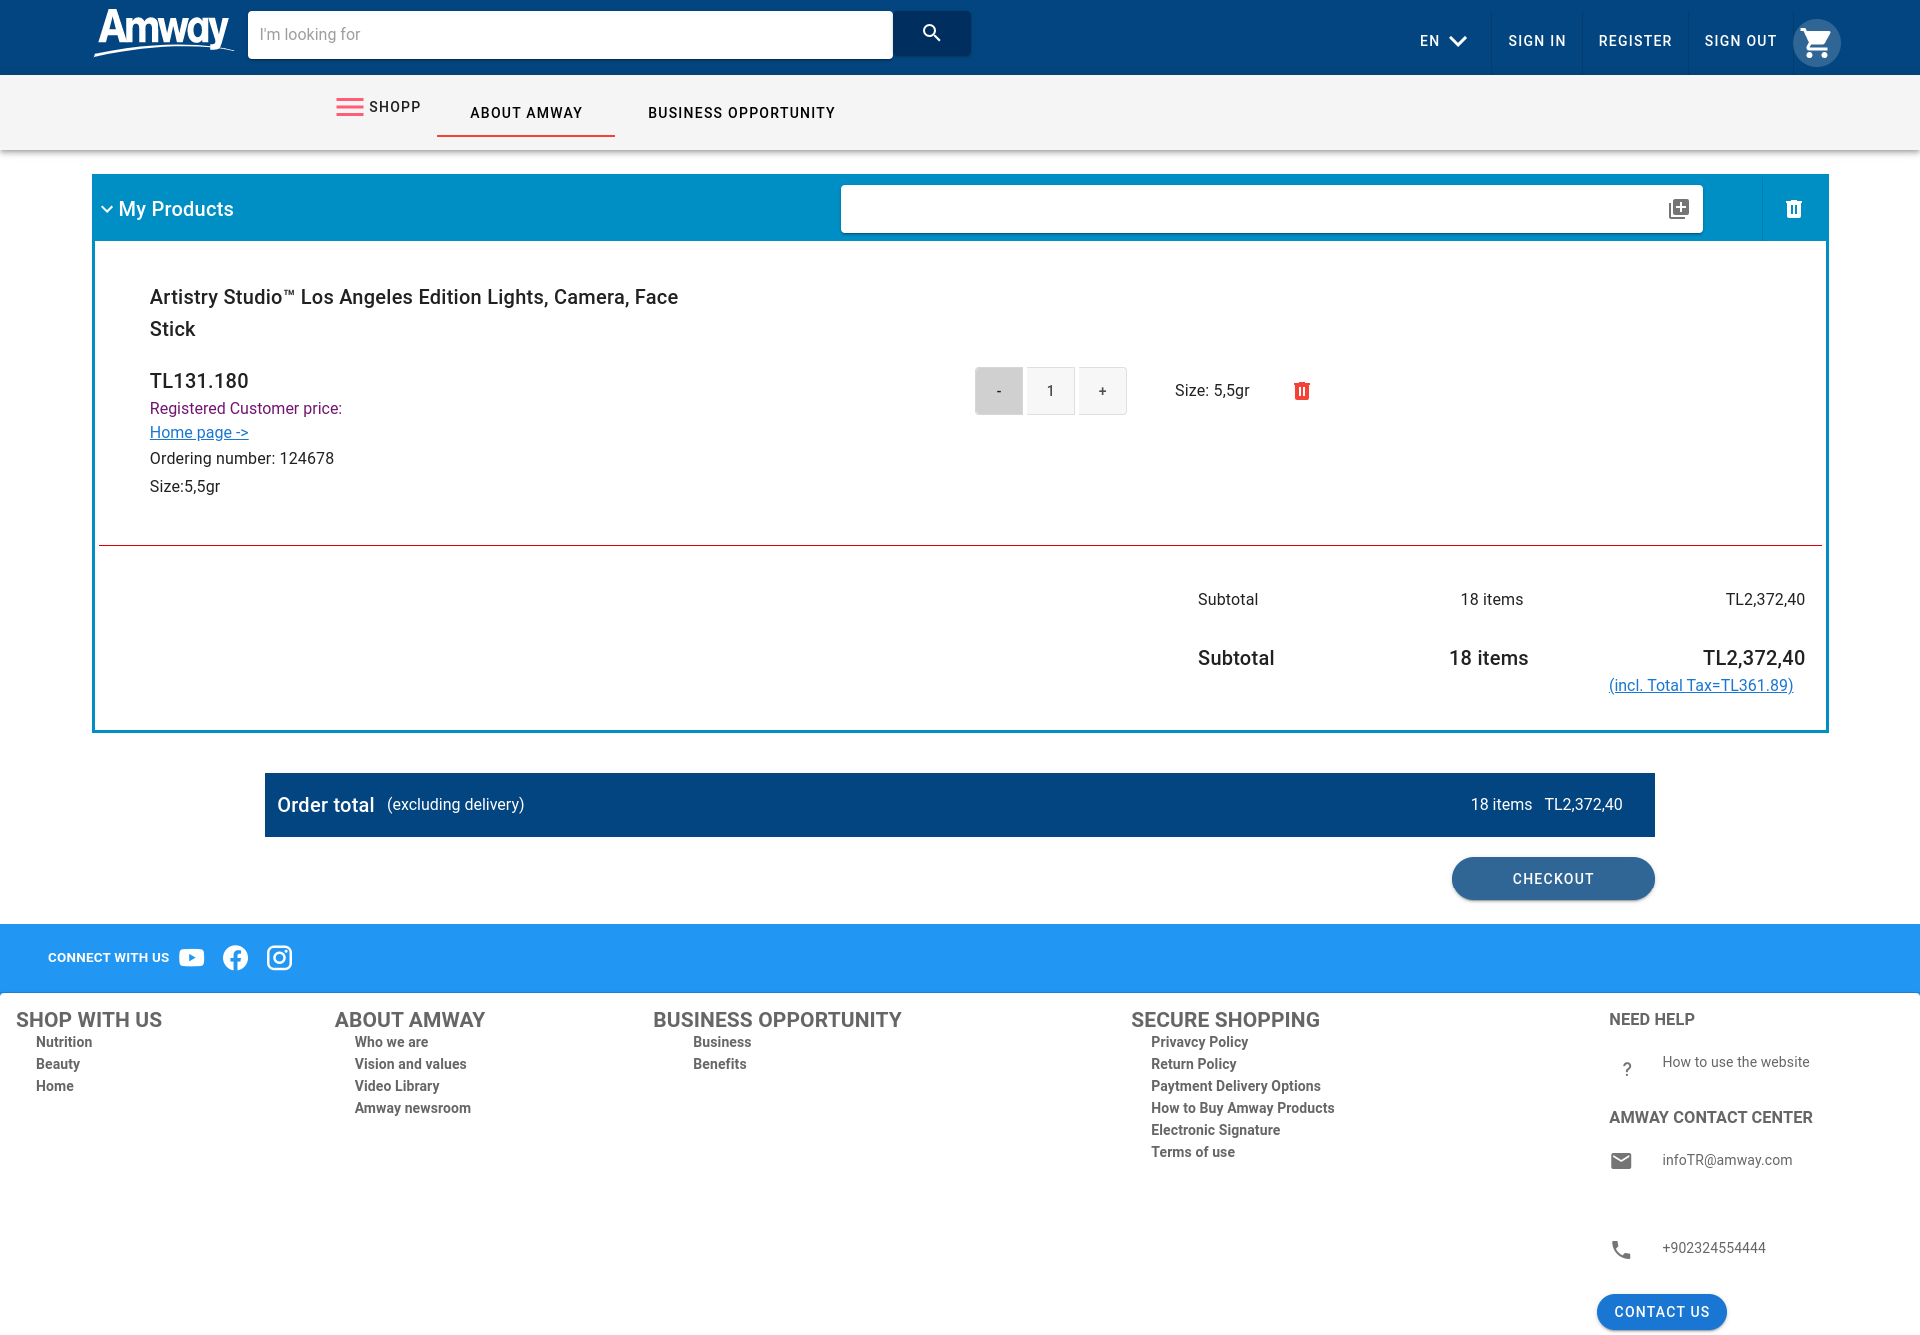 Amway
I'm looking for
EN
SIGN IN
REGISTER
SIGN OUT
SHOPP
ABOUT AMWAY
BUSINESS OPPORTUNITY
My Products
Artistry Studio™ Los Angeles Edition Lights, Camera, Face
Stick
TL131.180
Registered Customer price:
Home page ->
Ordering number: 124678
Size:5,5gr
- 1 +
Size: 5,5gr
Subtotal 18 items TL2,372,40
Subtotal 18 items TL2,372,40
(incl. Total Tax=TL361.89)
Order total (excluding delivery) 18 items TL2,372,40
CHECKOUT
CONNECT WITH US
SHOP WITH US
Nutrition
Beauty
Home
ABOUT AMWAY
Who we are
Vision and values
Video Library
Amway newsroom
BUSINESS OPPORTUNITY
Business
Benefits
SECURE SHOPPING
Privavcy Policy
Return Policy
Paytment Delivery Options
How to Buy Amway Products
Electronic Signature
Terms of use
NEED HELP
? How to use the website
AMWAY CONTACT CENTER
infoTR@amway.com
+902324554444
CONTACT US